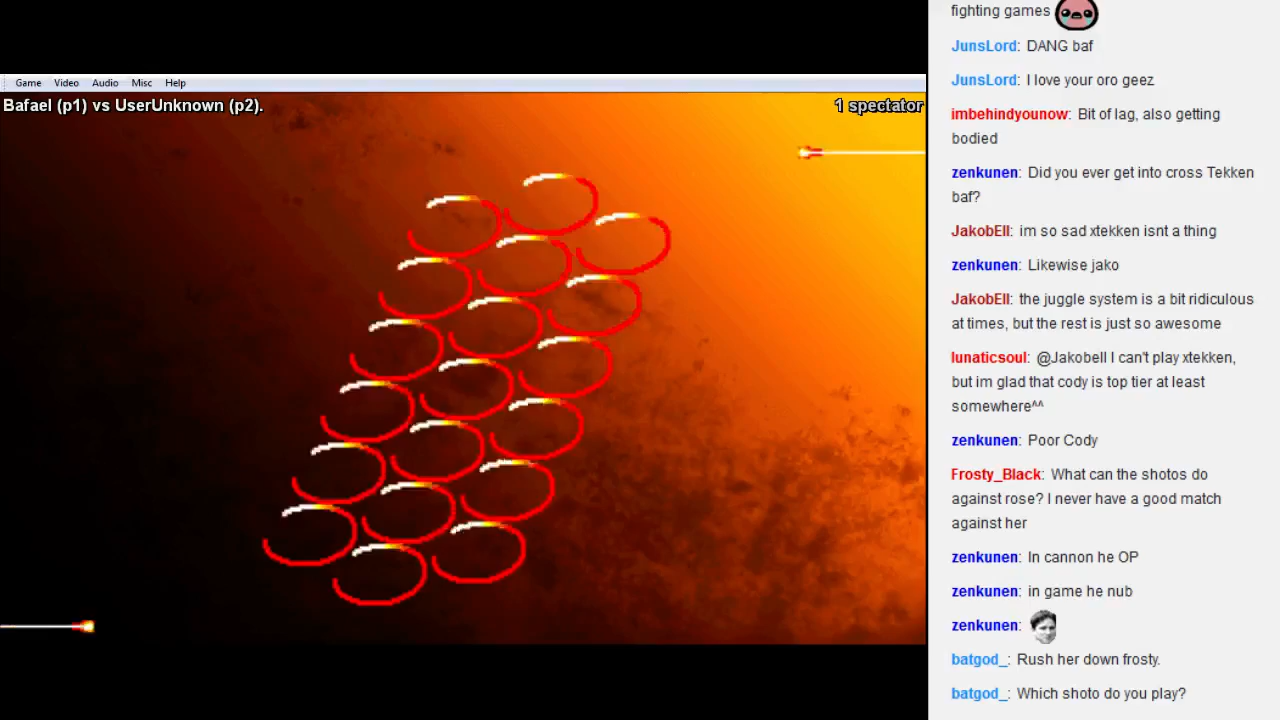 Game Video Audio Misc Help
Bafael (p1) vs UserUnknown (p2).
1 spectator
fighting games
JunsLord: DANG baf
JunsLord: I love your oro geez
imbehindyounow: Bit of lag, also getting
bodied
zenkunen: Did you ever get into cross Tekken
baf?
JakobEll: im so sad xtekken isnt a thing
zenkunen: Likewise jako
JakobEll: the juggle system is a bit ridiculous
at times, but the rest is just so awesome
lunaticsoul: @Jakobell I can't play xtekken,
but im glad that cody is top tier at least
somewhere^^
zenkunen: Poor Cody
Frosty_Black: What can the shotos do
against rose? I never have a good match
against her
zenkunen: In cannon he OP
zenkunen: in game he nub
zenkunen:
batgod_: Rush her down frosty.
batgod_: Which shoto do you play?